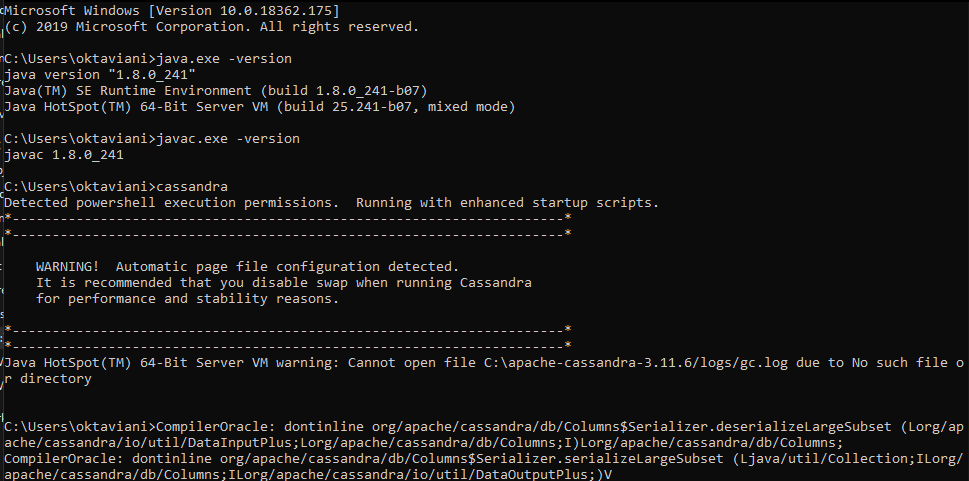 Microsoft Windows [Version 10.0.18362.175]
(c) 2019 Microsoft Corporation. All rights reserved.
C:\Users\oktaviani>java.exe -version
java version "1.8.0_241"
Java(TM) SE Runtime Environment (build 1.8.0_241-b07)
Java HotSpot(TM) 64-Bit Server VM (build 25.241-b07, mixed mode)
C:\Users\oktaviani>javac.exe -version
javac 1.8.0_241
C:\Users\oktaviani>cassandra
Detected powershell execution permissions.  Running with enhanced startup scripts.
*---------------------------------------------------------------------*
*---------------------------------------------------------------------*
WARNING!  Automatic page file configuration detected.
It is recommended that you disable swap when running Cassandra
for performance and stability reasons.
*---------------------------------------------------------------------*
*---------------------------------------------------------------------*
Java HotSpot(TM) 64-Bit Server VM warning: Cannot open file C:\apache-cassandra-3.11.6/logs/gc.log due to No such file o
r directory
C:\Users\oktaviani>CompilerOracle: dontinline org/apache/cassandra/db/Columns$Serializer.deserializeLargeSubset (Lorg/ap
ache/cassandra/io/util/DataInputPlus;Lorg/apache/cassandra/db/Columns;I)Lorg/apache/cassandra/db/Columns;
CompilerOracle: dontinline org/apache/cassandra/db/Columns$Serializer.serializeLargeSubset (Ljava/util/Collection;ILorg/
apache/cassandra/db/Columns;ILorg/apache/cassandra/io/util/DataOutputPlus;)V